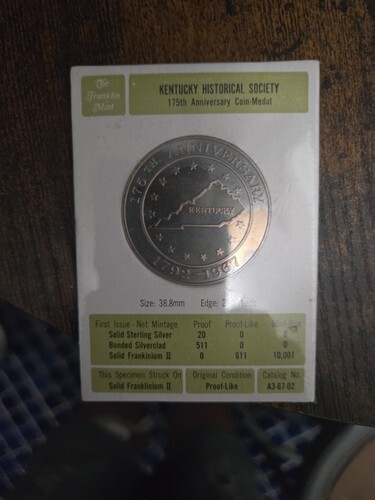 The
Franklin
Mint
KENTUCKY HISTORICAL SOCIETY
175th Anniversary Coin-Medal
175TH ANNIVERSARY
KENTUCKY
1792-1967
Size: 38.8mm Edge:
First Issue - Net Mintage Proof Proof-Like
Solid Sterling Silver 20 0
Bonded Silverclad 511 0 0
Solid Franklinium II 0 611 10,001
This Specimen Struck On Original Condition Catalog No.
Solid Franklinium II Proof-Like A3-67-02